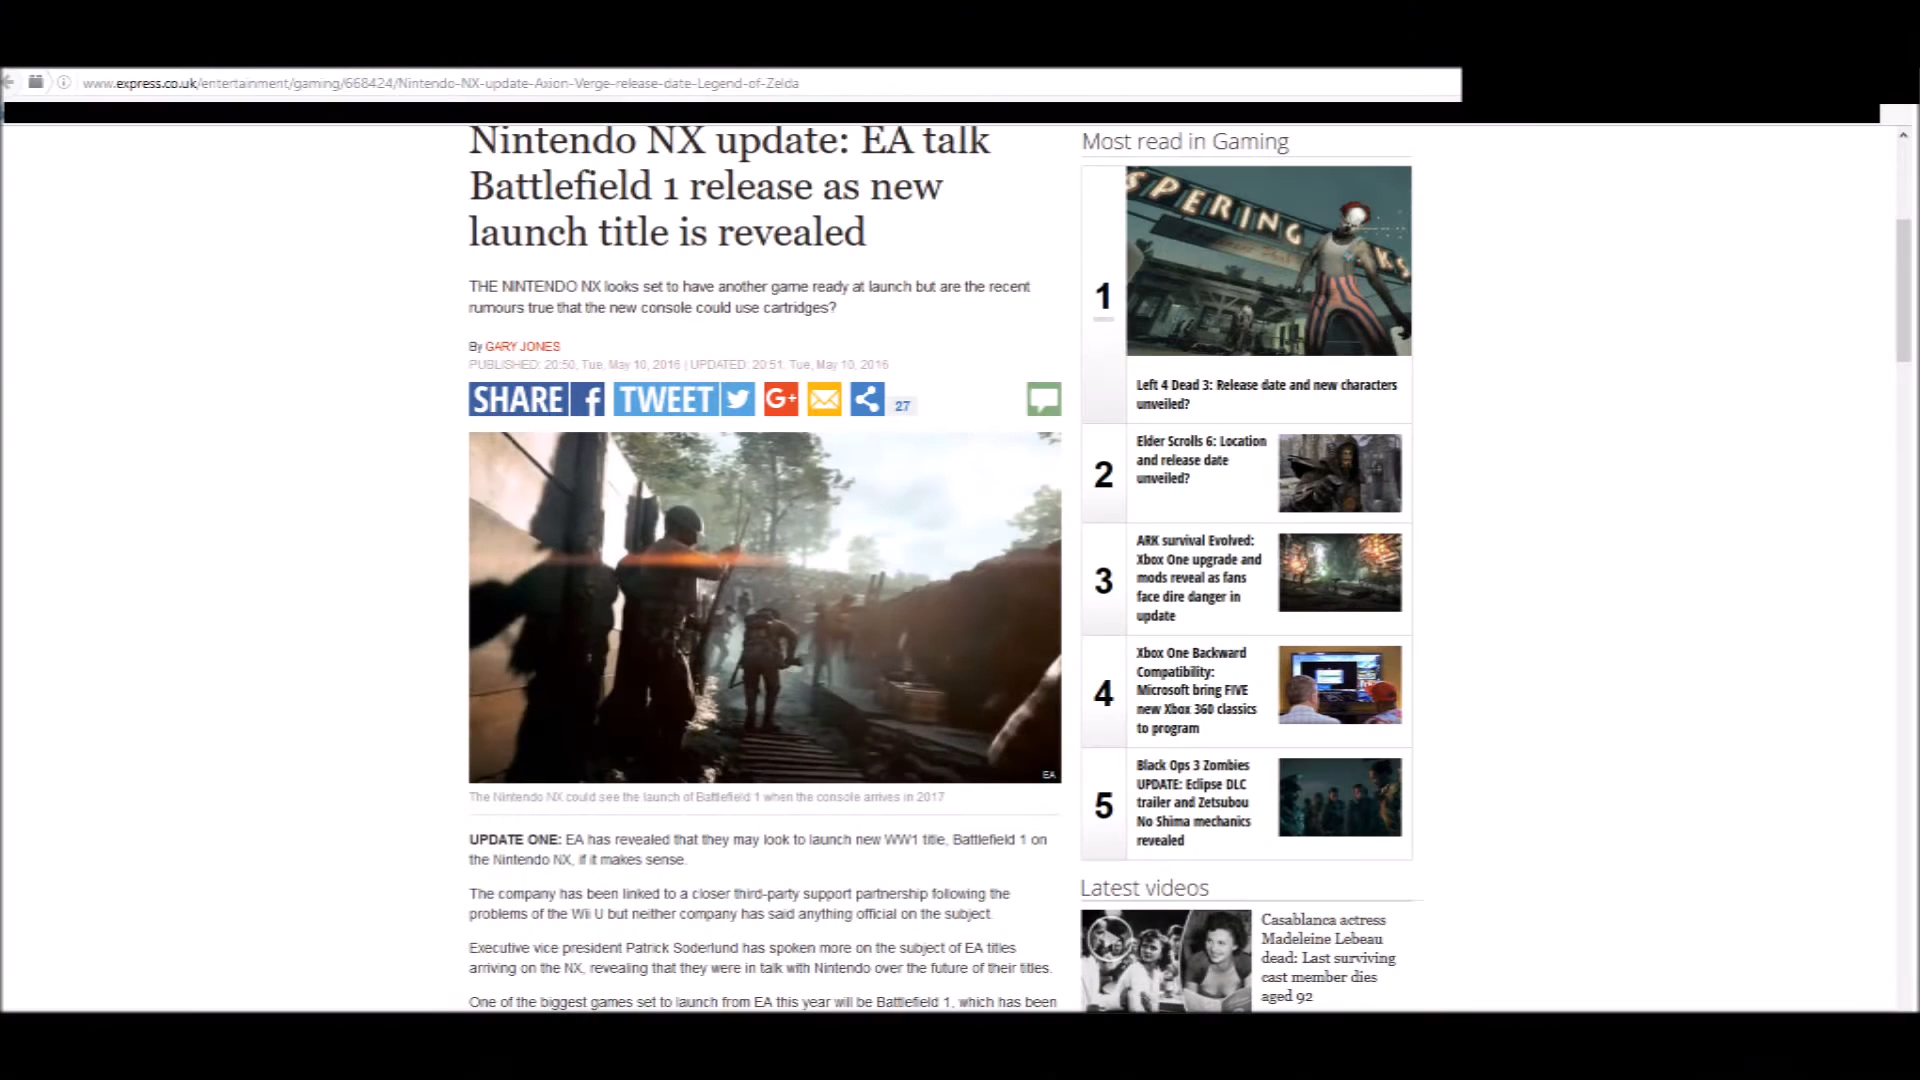 www.express.co.uk/entertainment/gaming/668424/Nintendo-NX-update-Axion-Verge-release-date-Legend-of-Zelda
Nintendo NX update: EA talk
Battlefield 1 release as new
launch title is revealed
THE NINTENDO NX looks set to have another game ready at launch but are the recent
rumours true that the new console could use cartridges?
By GARY JONES
PUBLISHED: 20:50, Tue, May 10, 2016 | UPDATED: 20:51, Tue, May 10, 2016
SHARE f TWEET G+ 27
EA
The Nintendo NX could see the launch of Battlefield 1 when the console arrives in 2017
UPDATE ONE: EA has revealed that they may look to launch new WW1 title, Battlefield 1 on
the Nintendo NX, if it makes sense.
The company has been linked to a closer third-party support partnership following the
problems of the Wii U but neither company has said anything official on the subject.
Executive vice president Patrick Soderlund has spoken more on the subject of EA titles
arriving on the NX, revealing that they were in talk with Nintendo over the future of their titles.
One of the biggest games set to launch from EA this year will be Battlefield 1, which has been
Most read in Gaming
SPERING
KS
1
Left 4 Dead 3: Release date and new characters
unveiled?
2
Elder Scrolls 6: Location
and release date
unveiled?
3
ARK survival Evolved:
Xbox One upgrade and
mods reveal as fans
face dire danger in
update
4
Xbox One Backward
Compatibility:
Microsoft bring FIVE
new Xbox 360 classics
to program
5
Black Ops 3 Zombies
UPDATE: Eclipse DLC
trailer and Zetsubou
No Shima mechanics
revealed
Latest videos
Casablanca actress
Madeleine Lebeau
dead: Last surviving
cast member dies
aged 92